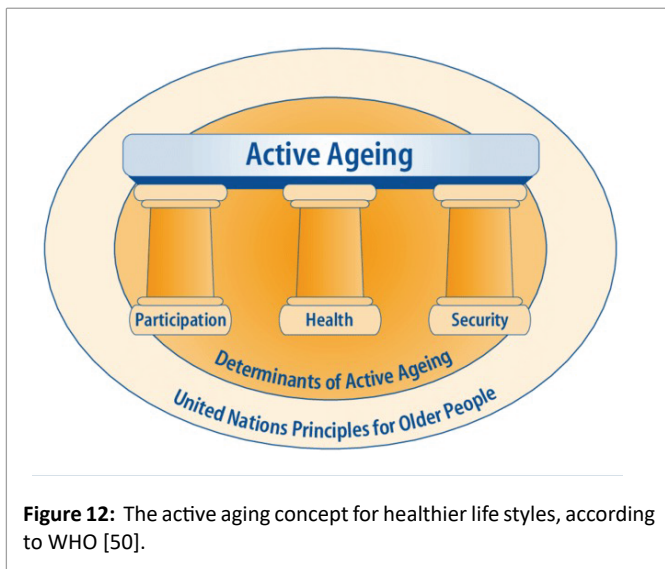 Active Ageing
Participation
Health
Security
Determinants of Active Ageing
United Nations Principles for Older People
Figure 12: The active aging concept for healthier life styles, according
to WHO [50].